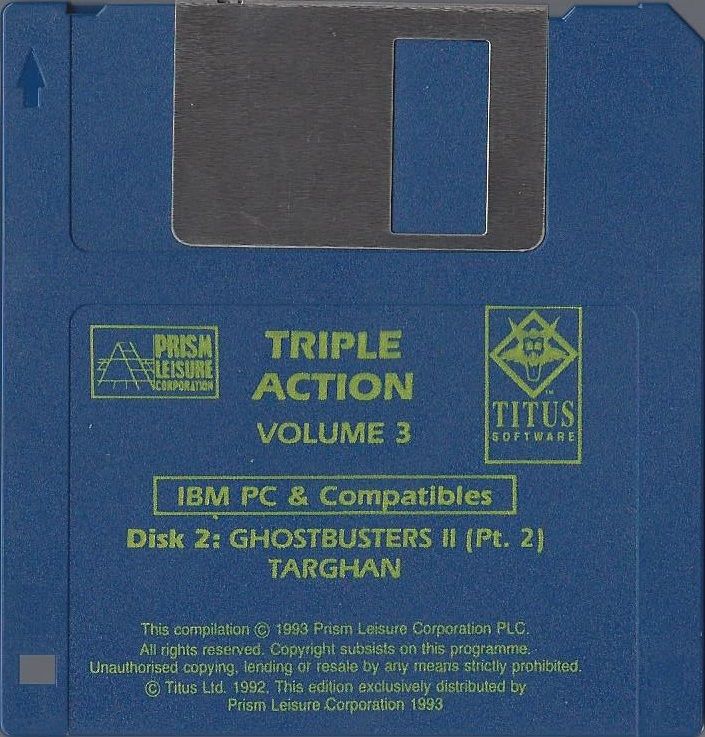 PRISM
LEISURE
CORPORATION
TRIPLE
ACTION
VOLUME 3
TITUS
SOFTWARE
IBM PC & Compatibles
Disk 2: GHOSTBUSTERS II (Pt. 2)
TARGHAN
This compilation © 1993 Prism Leisure Corporation PLC.
All rights reserved. Copyright subsists on this programme.
Unauthorised copying, lending or resale by any means strictly prohibited.
© Titus Ltd. 1992. This edition exclusively distributed by
Prism Leisure Corporation 1993